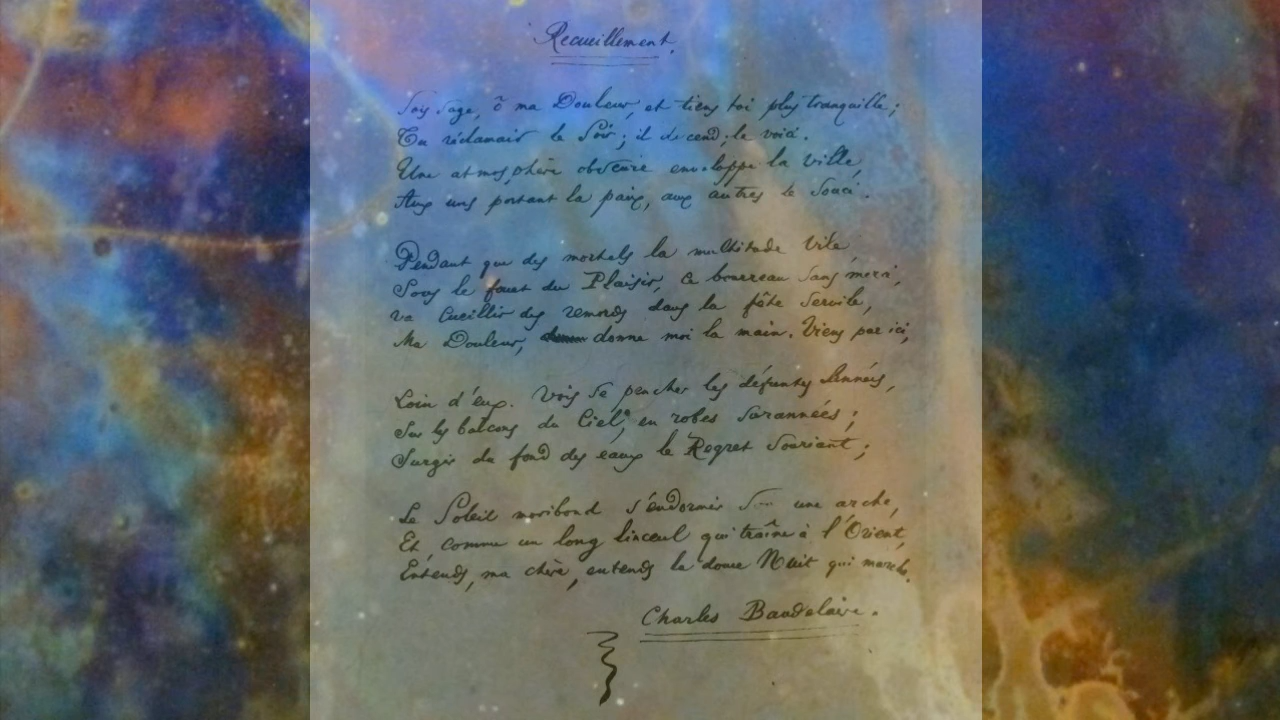 Recueillement.
Sois sage, ô ma Douleur, et tiens toi plus tranquille ;
Tu réclamais le Soir ; il descend ; le voici.
Une atmosphère obscure enveloppe la ville,
Aux uns portant la paix, aux autres le souci.
Pendant que des mortels la multitude vile
Sous le fouet du Plaisir, ce bourreau sans merci,
va cueillir des remords dans la fête servile,
Ma Douleur, donne moi la main. Viens par ici,
Loin d'eux. Vois se pencher les défuntes Années,
Sur les balcons du Ciel, en robes surannées ;
Surgir du fond des eaux le Regret souriant ;
Le Soleil moribond s'endormir sous une arche,
Et, comme un long linceul qui traîne à l'Orient,
Entends, ma chère, entends la douce Nuit qui marche.
Charles Baudelaire.